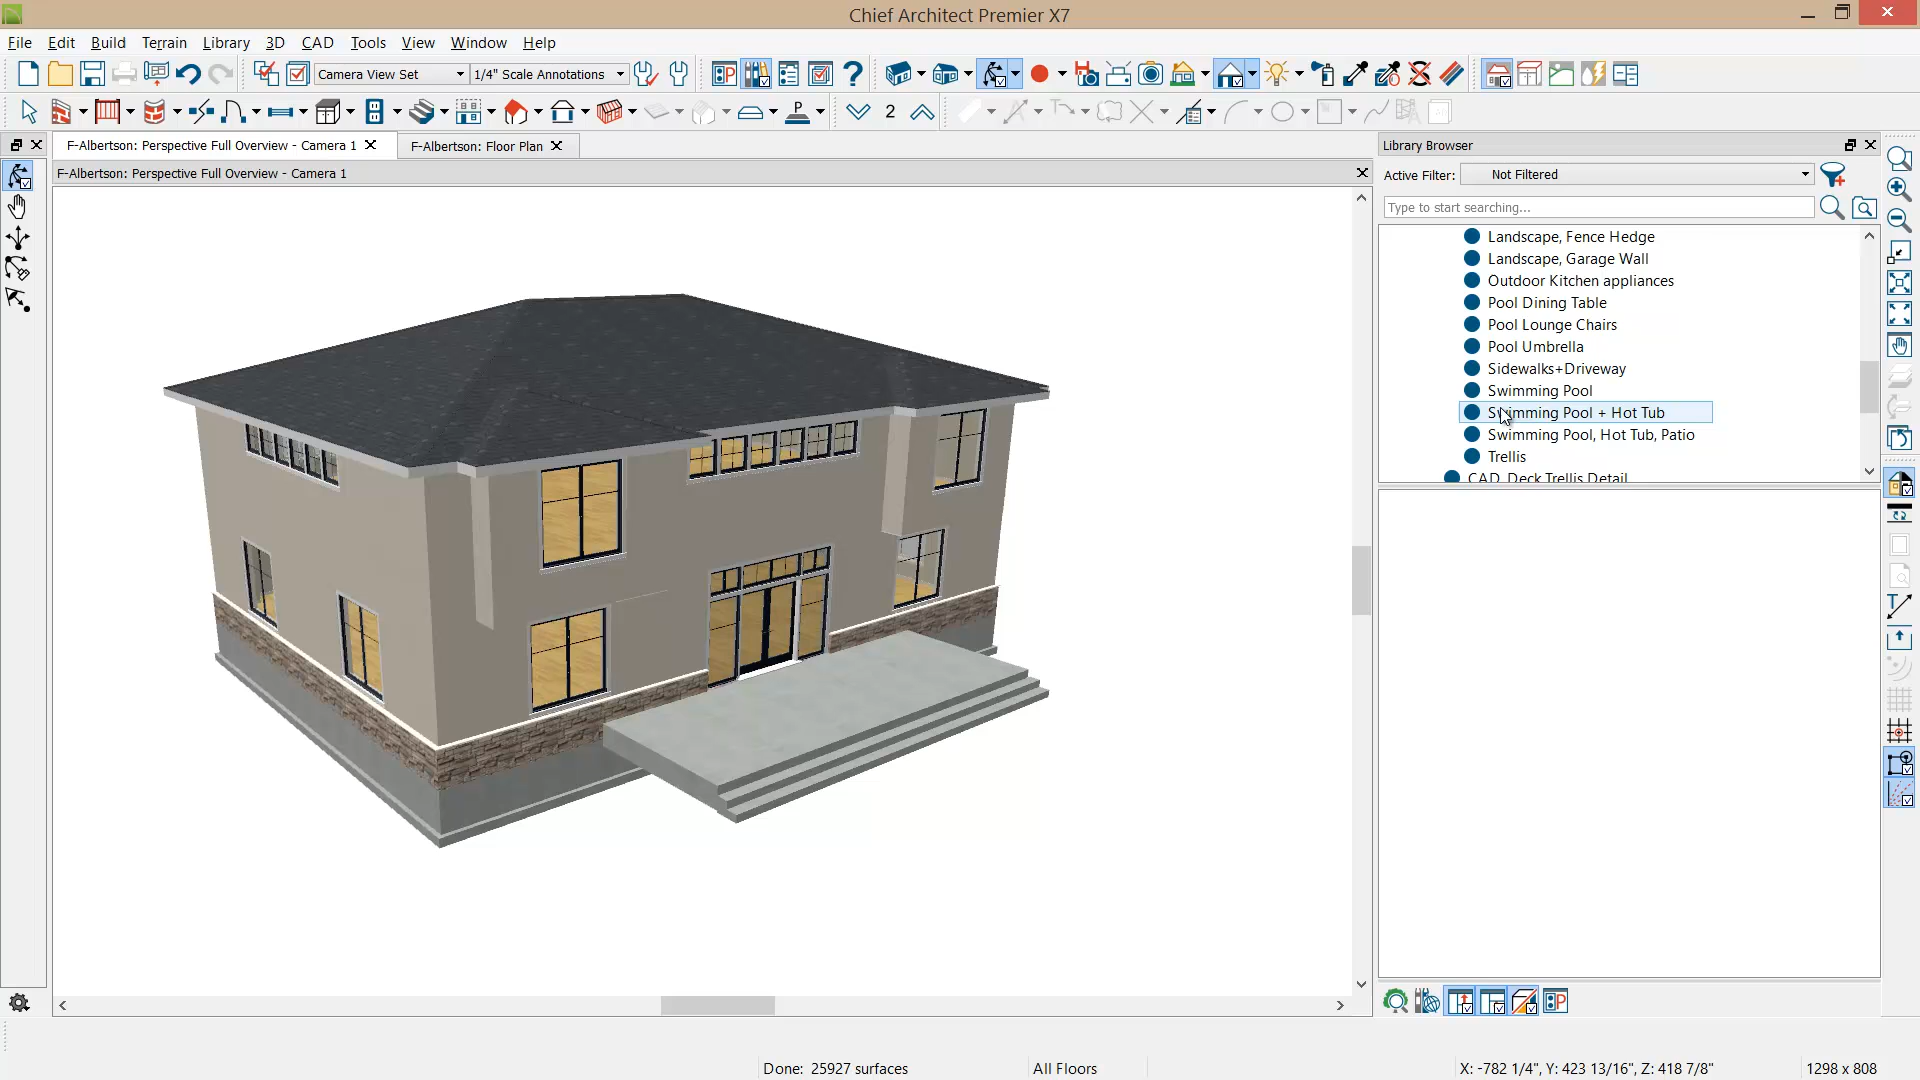 Chief Architect Premier X7
File Edit Build Terrain Library 3D CAD Tools View Window Help
Camera View Set 1/4" Scale Annotations
2
F-Albertson: Perspective Full Overview - Camera 1
F-Albertson: Floor Plan
F-Albertson: Perspective Full Overview - Camera 1
Library Browser
Active Filter: Not Filtered
Type to start searching...
Landscape, Fence Hedge
Landscape, Garage Wall
Outdoor Kitchen appliances
Pool Dining Table
Pool Lounge Chairs
Pool Umbrella
Sidewalks+Driveway
Swimming Pool
Swimming Pool + Hot Tub
Swimming Pool, Hot Tub, Patio
Trellis
CAD, Deck Trellis Detail
Done: 25927 surfaces
All Floors
X: -782 1/4", Y: 423 13/16", Z: 418 7/8"
1298 x 808